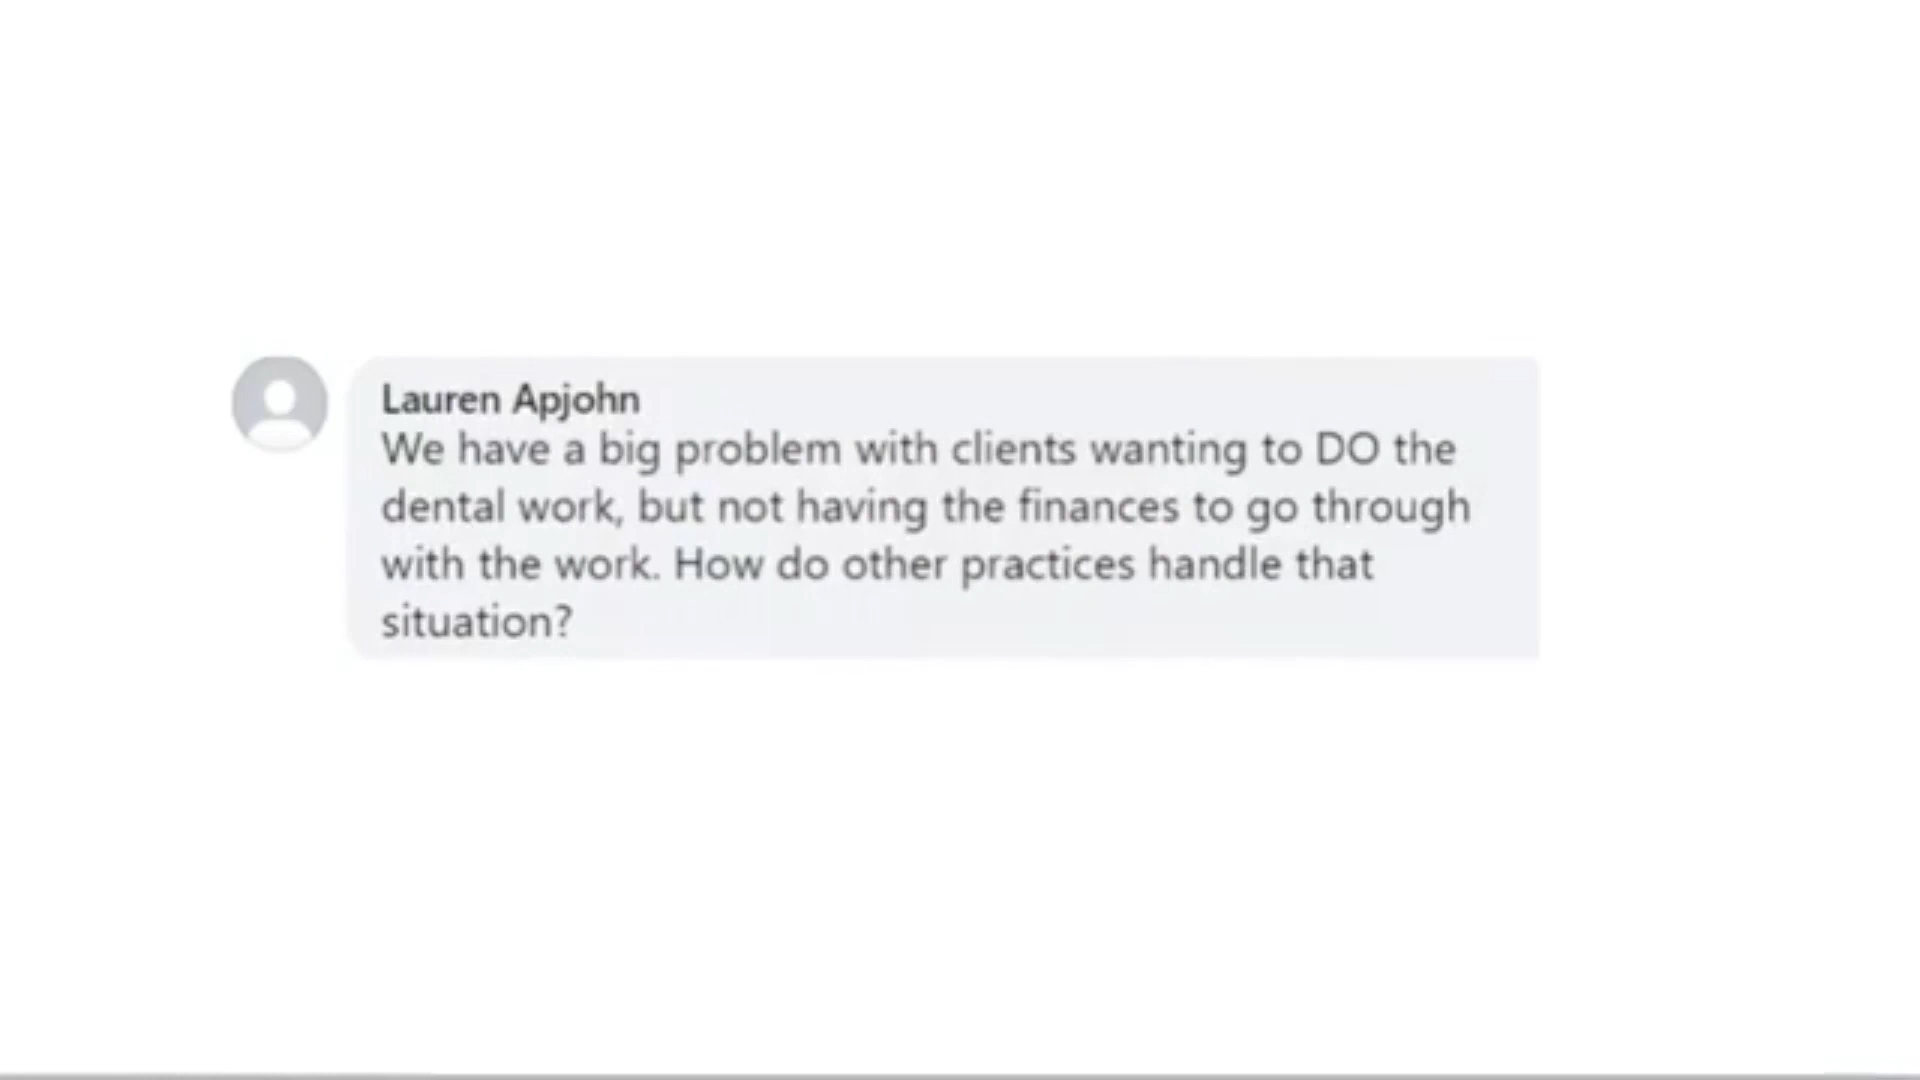 Lauren Apjohn
We have a big problem with clients wanting to DO the
dental work, but not having the finances to go through
with the work. How do other practices handle that
situation?